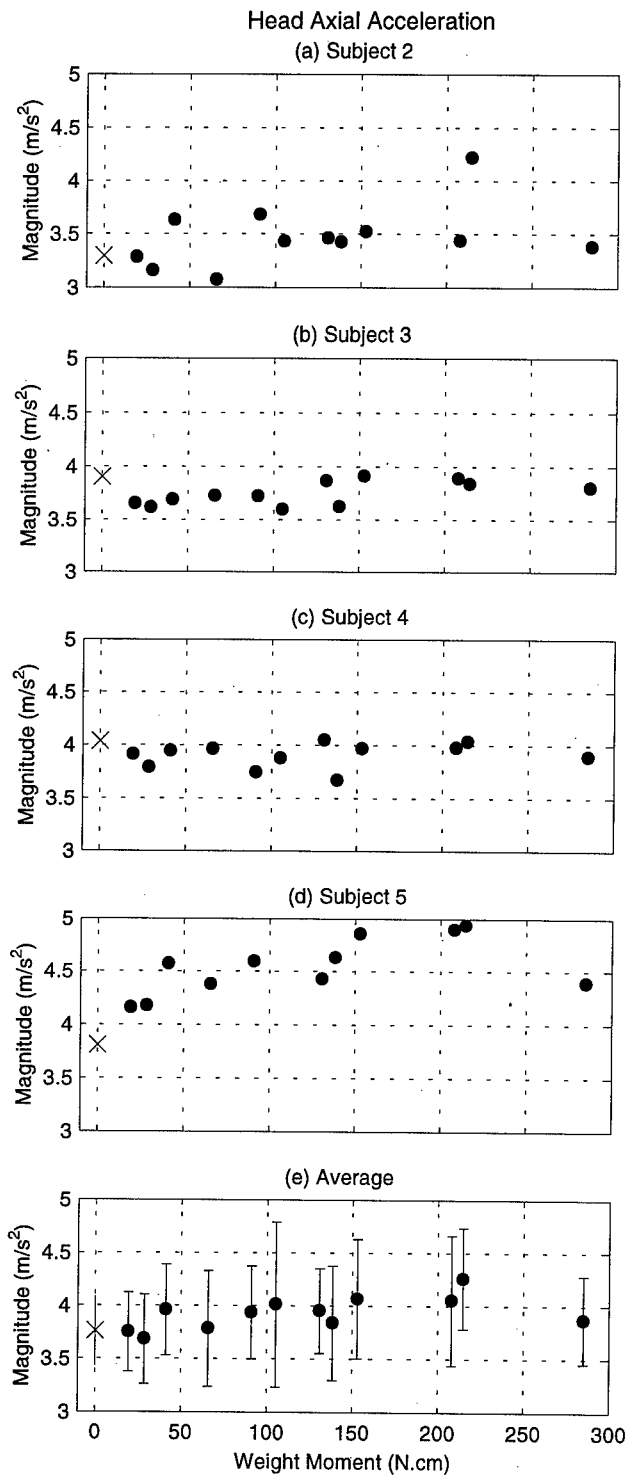 Head Axial Acceleration
(a) Subject 2
5
4.5
4
3.5
3
Magnitude (m/s²)
(b) Subject 3
5
4.5
4
3.5
3
Magnitude (m/s²)
(c) Subject 4
5
4.5
4
3.5
3
Magnitude (m/s²)
(d) Subject 5
5
4.5
4
3.5
3
Magnitude (m/s²)
(e) Average
5
4.5
4
3.5
3
Magnitude (m/s²)
0 50 100 150 200 250 300
Weight Moment (N.cm)